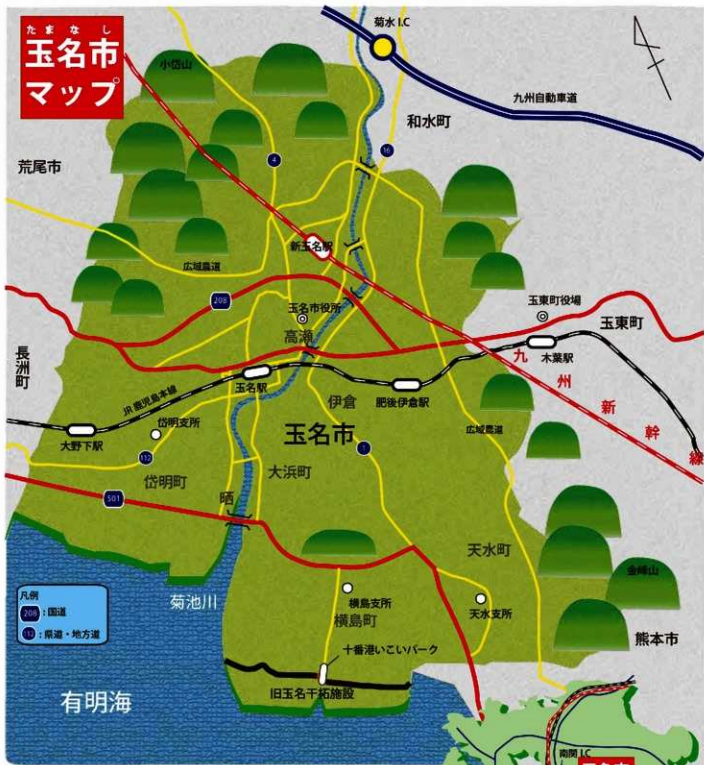 たまなし
玉名市
マップ
菊水I.C
小岱山
九州自動車道
和水町
荒尾市
4
16
新玉名駅
広域農道
208
玉名市役所
高瀬
玉東町役場
玉東町
木葉駅
九州新幹線
長洲町
JR鹿児島本線
玉名駅
伊倉
肥後伊倉駅
大野下駅
岱明支所
玉名市
広域農道
112
1
岱明町
大浜町
501
晒
天水町
金峰山
凡例
208:国道
112:県道・地方道
菊池川
横島支所
横島町
天水支所
熊本市
十番港いこいパーク
旧玉名干拓施設
有明海
南関I.C